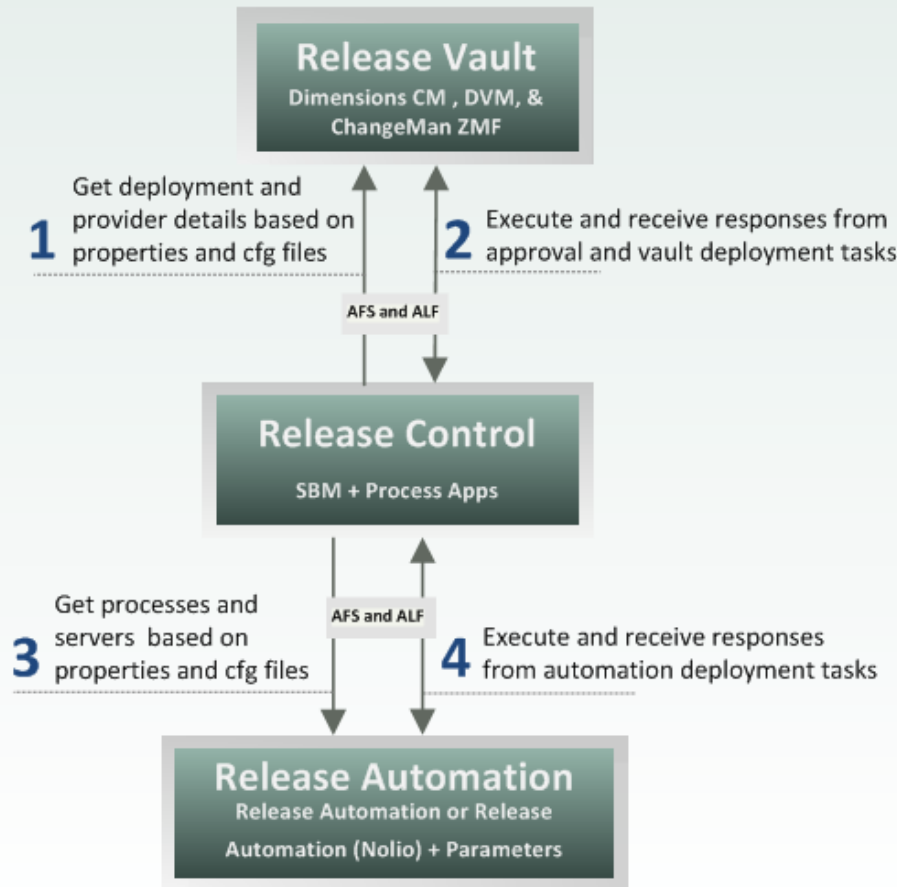 Release Vault
Dimensions CM , DVM, &
ChangeMan ZMF
1
Get deployment and
provider details based on
properties and cfg files
2
Execute and receive responses from
approval and vault deployment tasks
AFS and ALF
Release Control
SBM + Process Apps
AFS and ALF
3
Get processes and
servers based on
properties and cfg files
4
Execute and receive responses
from automation deployment tasks
Release Automation
Release Automation or Release
Automation (Nolio) + Parameters